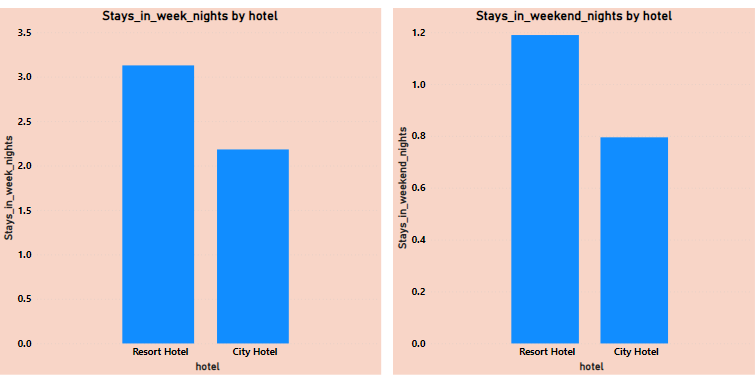 Stays_in_week_nights by hotel
Stays_in_week_nights
3.5
3.0
2.5
2.0
1.5
1.0
0.5
0.0
Resort Hotel
City Hotel
hotel
Stays_in_weekend_nights by hotel
Stays_in_weekend_nights
1.2
1.0
0.8
0.6
0.4
0.2
0.0
Resort Hotel
City Hotel
hotel